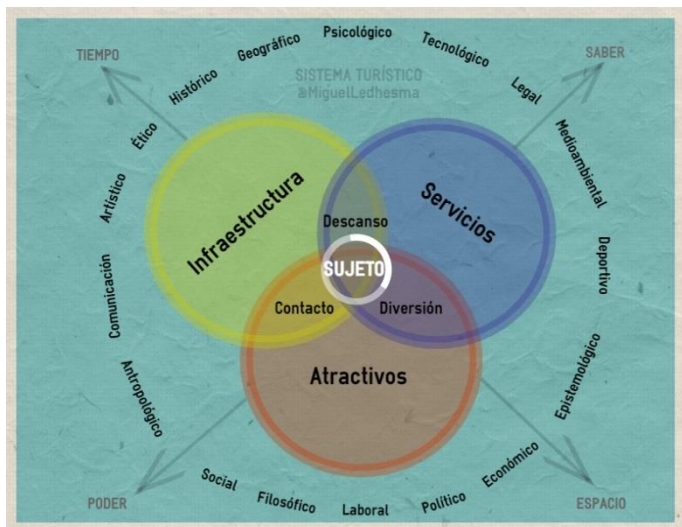 Psicológico
Geográfico
Tecnológico
TIEMPO
SABER
SISTEMA TURÍSTICO
@MiguelLedhesma
Histórico
Legal
Ético
Medioambiental
Artístico
Infraestructura
Servicios
Descanso
Deportivo
SUJETO
Comunicación
Contacto
Diversión
Atractivos
Antropológico
Epistemológico
Social
Económico
Filosófico
Político
Laboral
PODER
ESPACIO